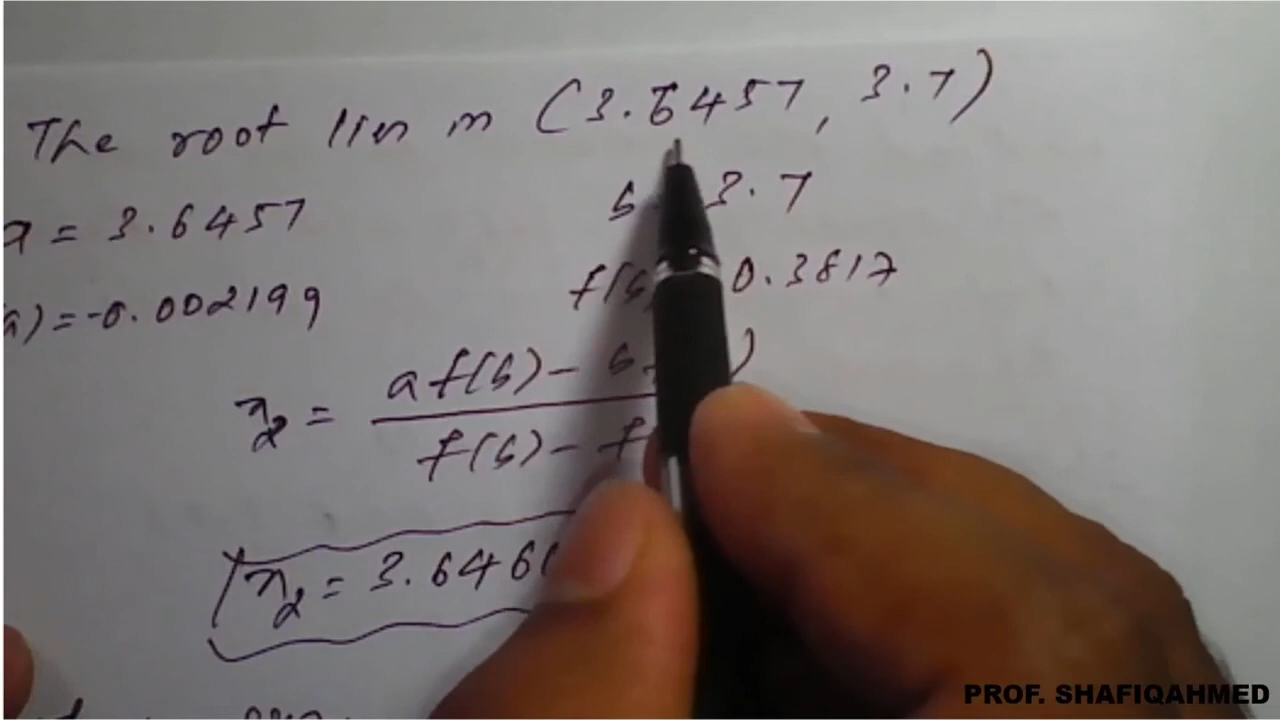 The root lies in (3.6457, 3.7)
a = 3.6457 b 3.7
a) = -0.002199 f(b) 0.3817
x2 = af(b) - b )
f(b) - f
x2 = 3.646
PROF. SHAFIQAHMED